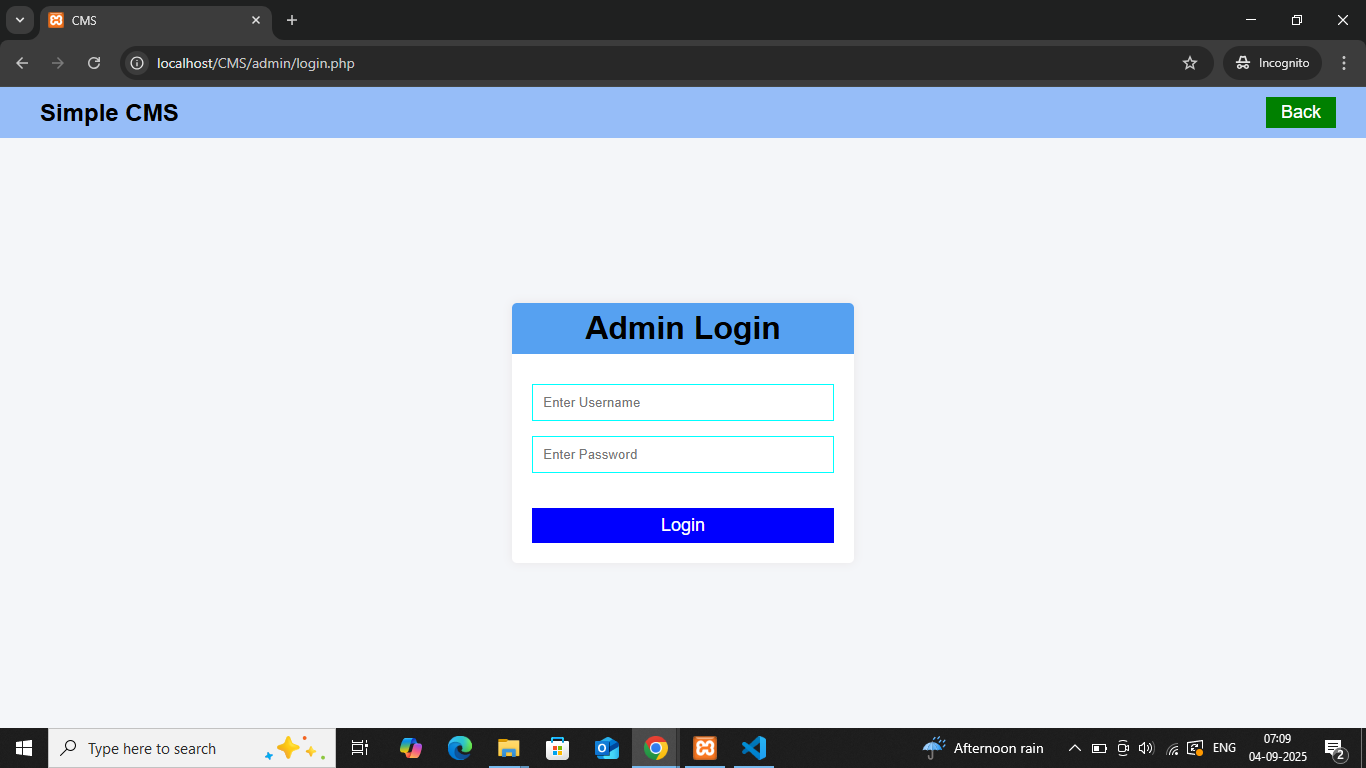 CMS
localhost/CMS/admin/login.php
Incognito
Simple CMS
Back
Admin Login
Enter Username
Enter Password
Login
Type here to search
Afternoon rain
ENG
07:09
04-09-2025
2